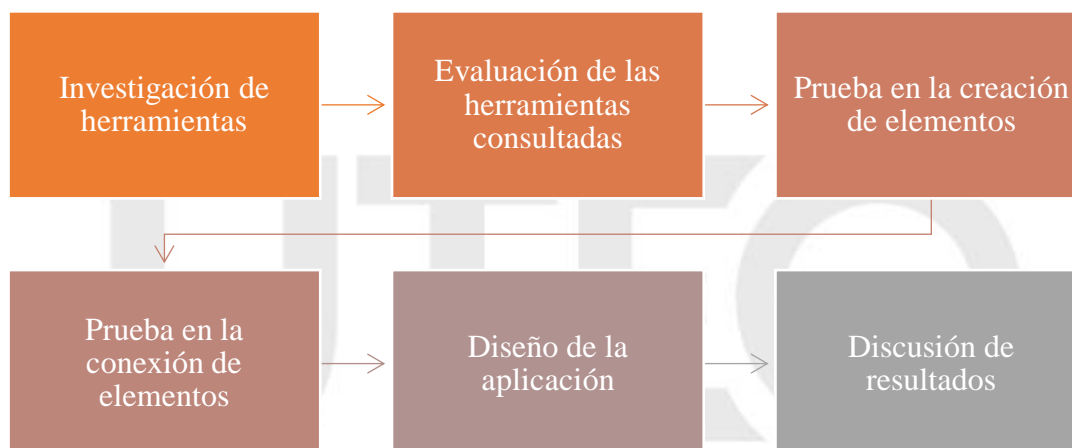 Investigación de
herramientas
Evaluación de las
herramientas
consultadas
Prueba en la creación
de elementos
Prueba en la
conexión de
elementos
Diseño de la
aplicación
Discusión de
resultados